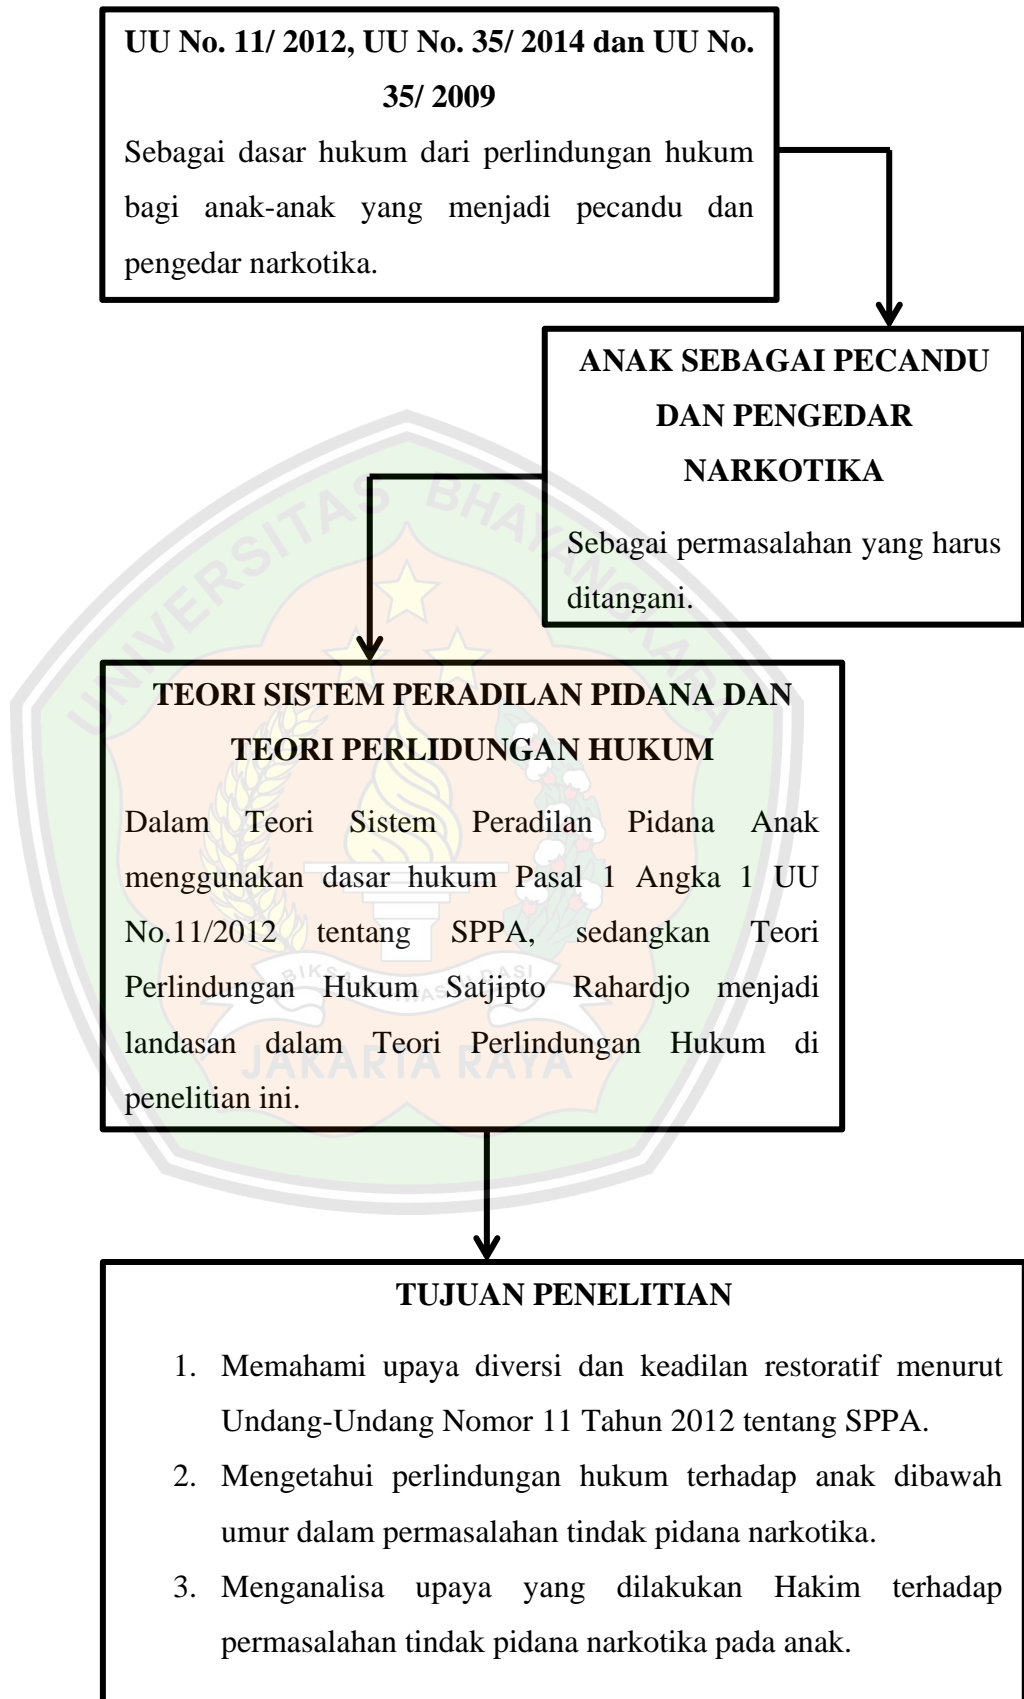 UU No. 11/ 2012, UU No. 35/ 2014 dan UU No.
35/ 2009
Sebagai dasar hukum dari perlindungan hukum
bagi anak-anak yang menjadi pecandu dan
pengedar narkotika.
ANAK SEBAGAI PECANDU
DAN PENGEDAR
NARKOTIKA
Sebagai permasalahan yang harus
ditangani.
UNIVERSITAS BHAYANGKARA
TEORI SISTEM PERADILAN PIDANA DAN
TEORI PERLIDUNGAN HUKUM
Dalam Teori Sistem Peradilan Pidana Anak
menggunakan dasar hukum Pasal 1 Angka 1 UU
No.11/2012 tentang SPPA, sedangkan Teori
Perlindungan Hukum Satjipto Rahardjo menjadi
landasan dalam Teori Perlindungan Hukum di
JAKARTA RAYA
penelitian ini.
TUJUAN PENELITIAN
1. Memahami upaya diversi dan keadilan restoratif menurut
Undang-Undang Nomor 11 Tahun 2012 tentang SPPA.
2. Mengetahui perlindungan hukum terhadap anak dibawah
umur dalam permasalahan tindak pidana narkotika.
3. Menganalisa upaya yang dilakukan Hakim terhadap
permasalahan tindak pidana narkotika pada anak.